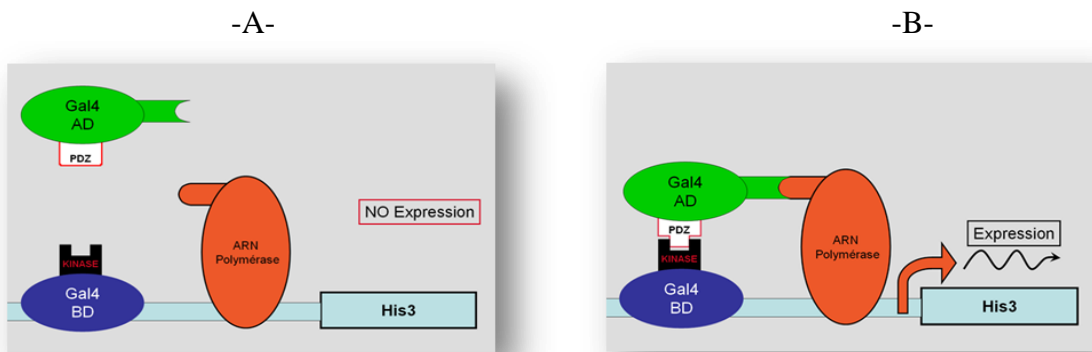 -A-
Gal4
AD
PDZ
NO Expression
ARN
Polymérase
KINASE
Gal4
BD
His3
-B-
Gal4
AD
PDZ
Expression
ARN
Polymérase
KINASE
Gal4
BD
His3